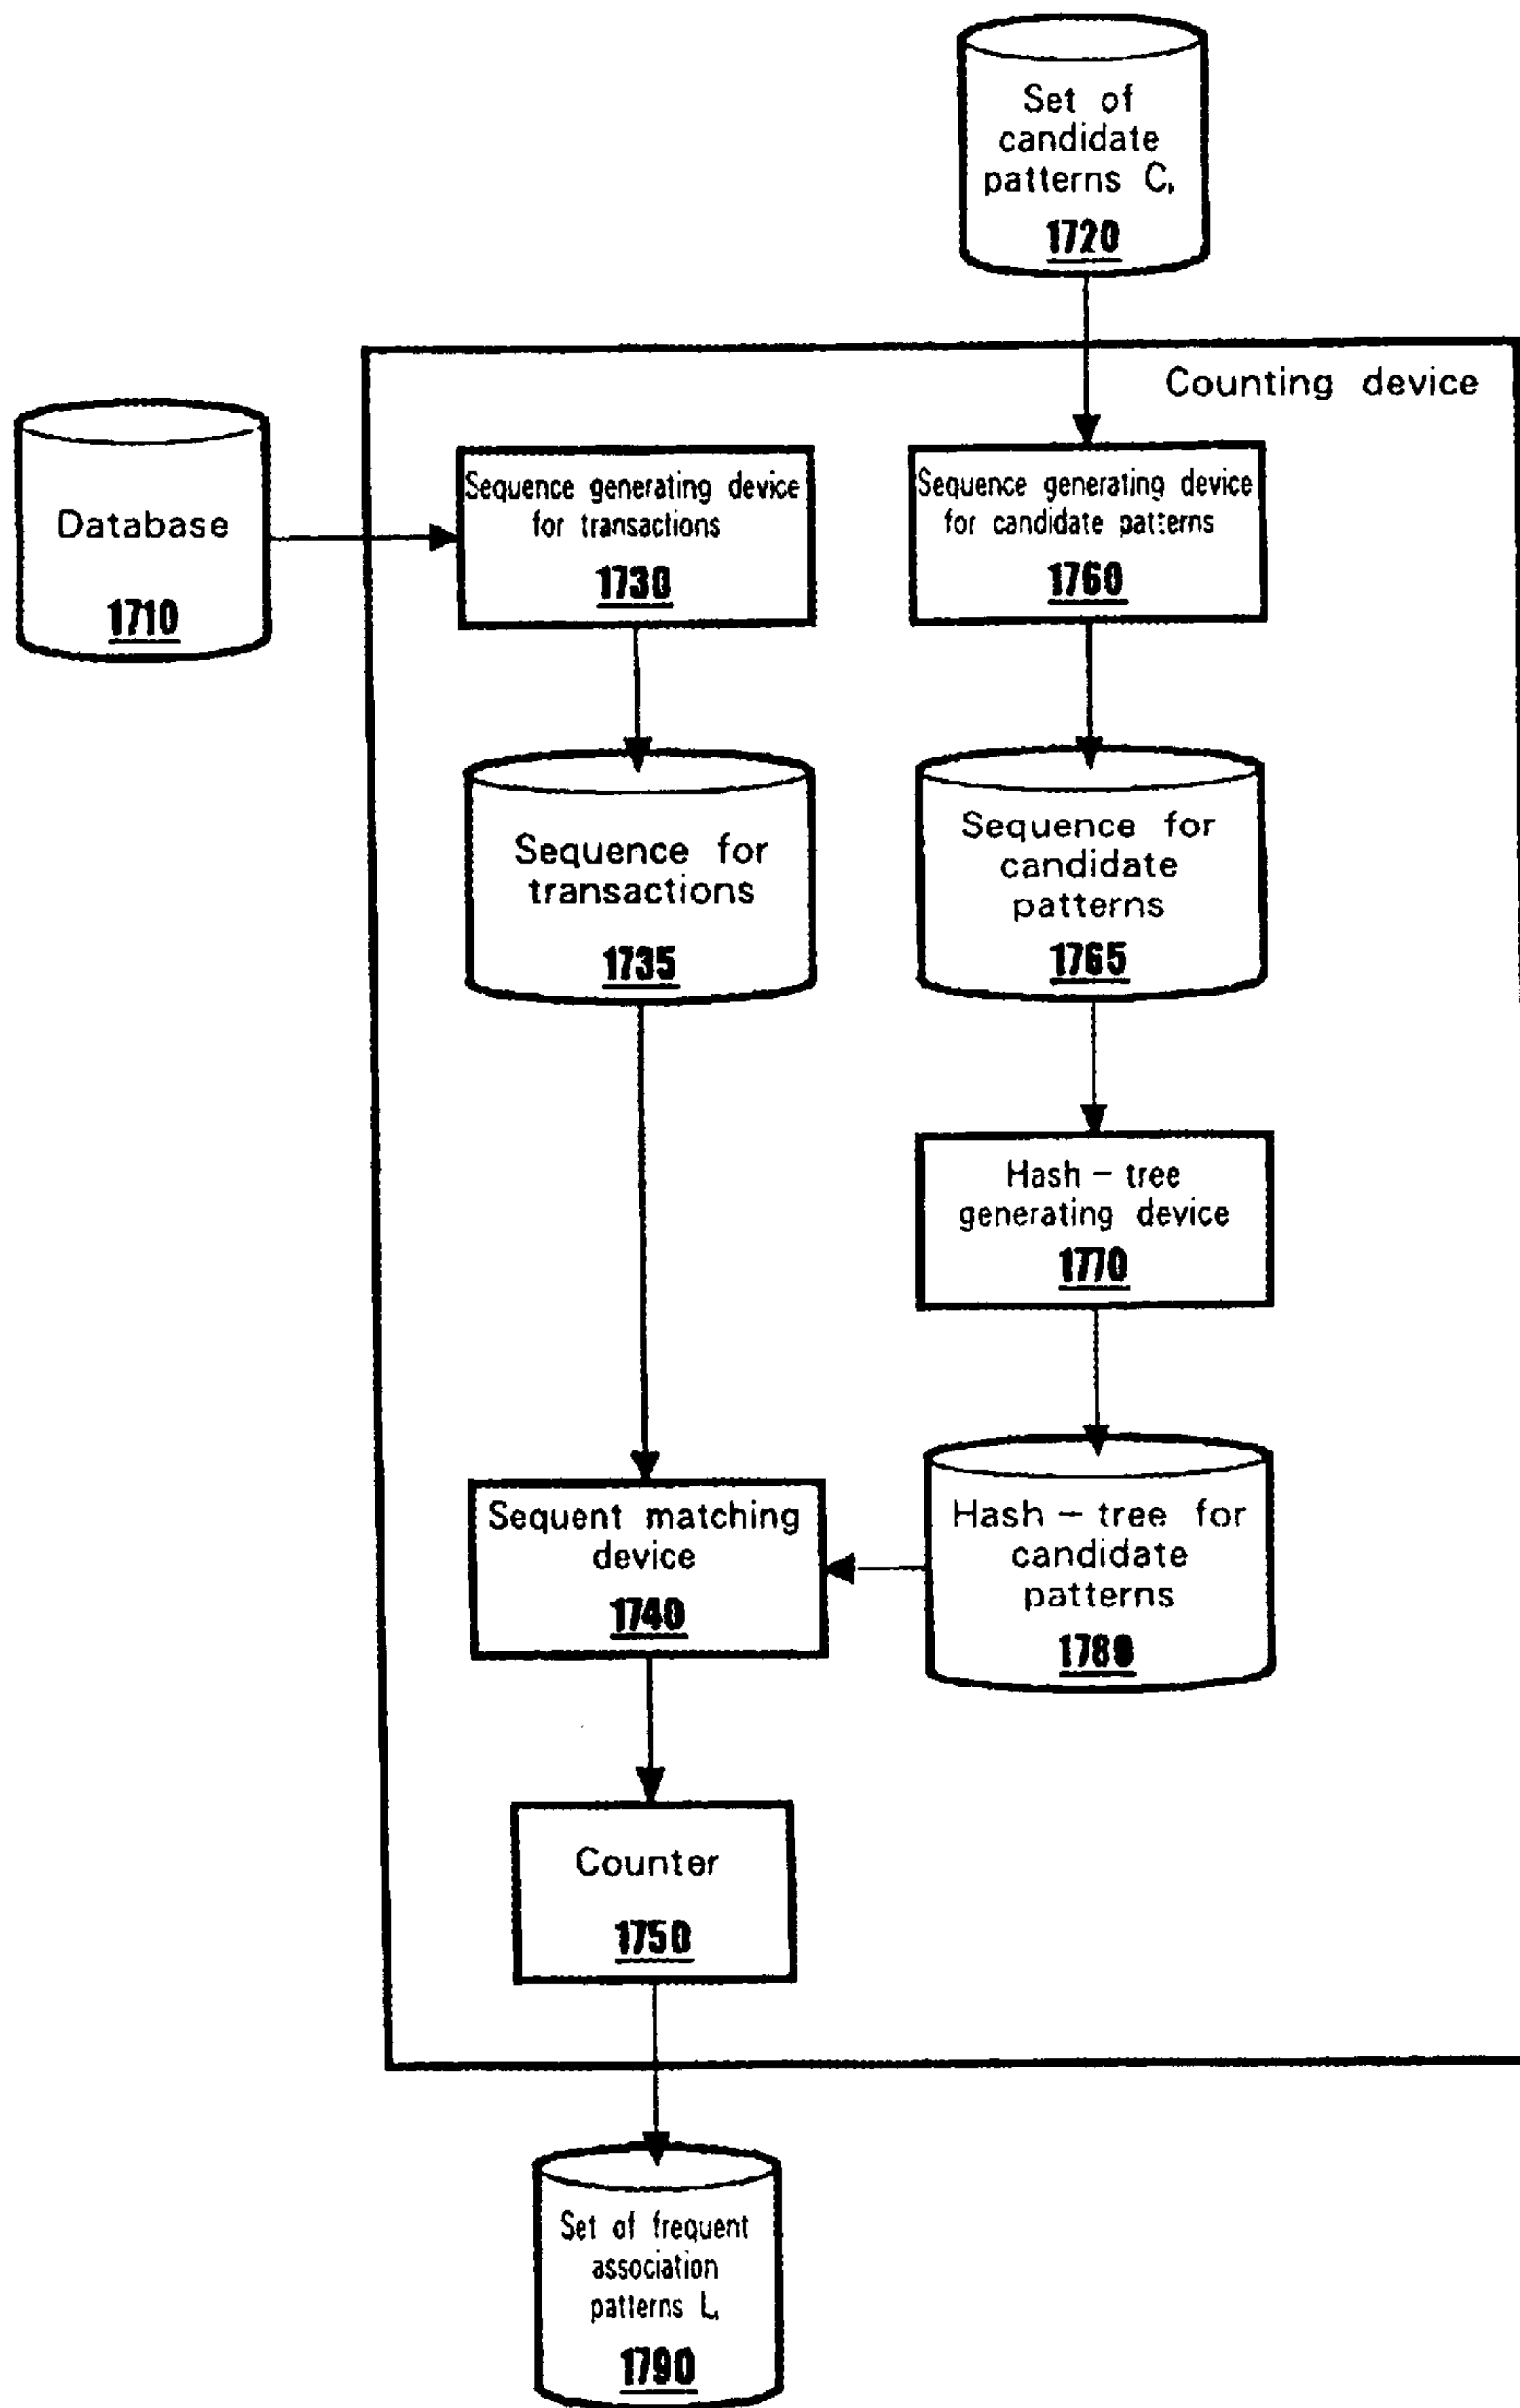 Set of
candidate
patterns C
1720
Counting device
Database
1710
Sequence generating device
for transactions
1730
Sequence generating device
for candidate patterns
1760
Sequence for
transactions
1735
Sequence for
candidate
patterns
1765
Hash - tree
generating device
1770
Sequent matching
device
1740
Hash - tree for
candidate
patterns
1780
Counter
1750
Set of frequent
association
patterns L
1790